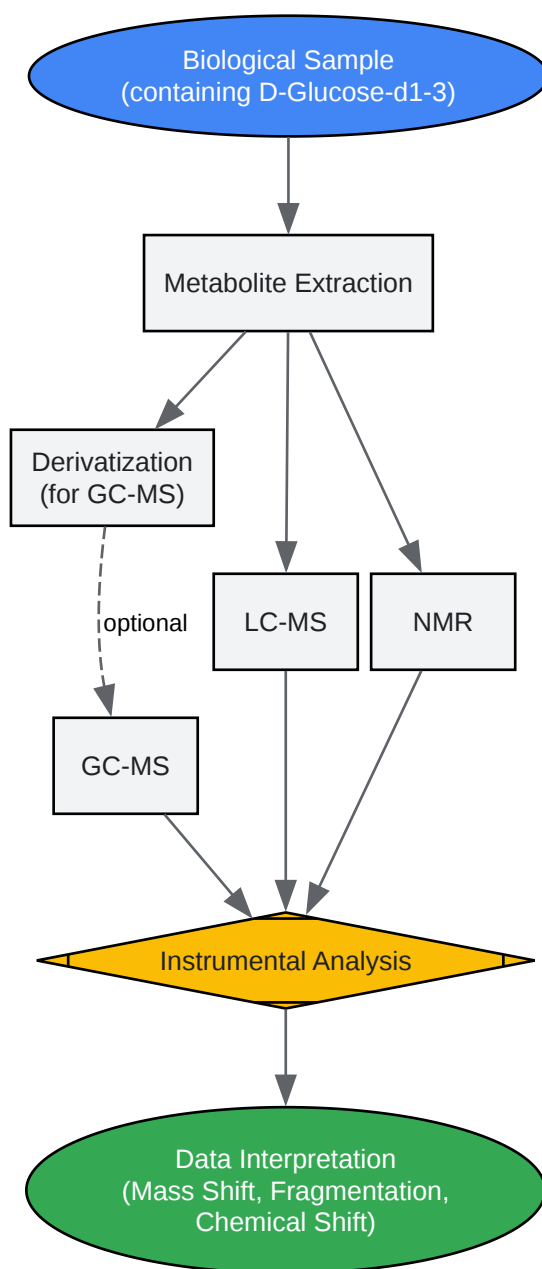 Biological Sample
(containing D-Glucose-d1-3)
Metabolite Extraction
Derivatization
(for GC-MS)
optional
LC-MS
NMR
GC-MS
Instrumental Analysis
Data Interpretation
(Mass Shift, Fragmentation,
Chemical Shift)